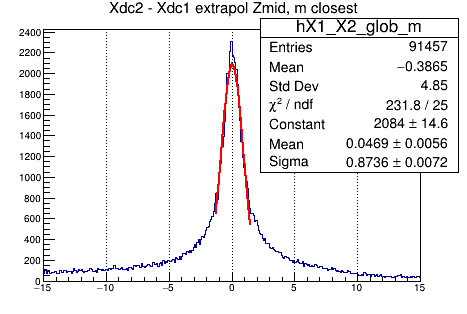 Xdc2 - Xdc1 extrapol Zmid, m closest
hX1_X2_glob_m
Entries 91457
Mean −0.3865
Std Dev 4.85
χ² / ndf 231.8 / 25
Constant 2084 ± 14.6
Mean 0.0469 ± 0.0056
Sigma 0.8736 ± 0.0072
2400
2200
2000
1800
1600
1400
1200
1000
800
600
400
200
0
−15 −10 −5 0 5 10 15